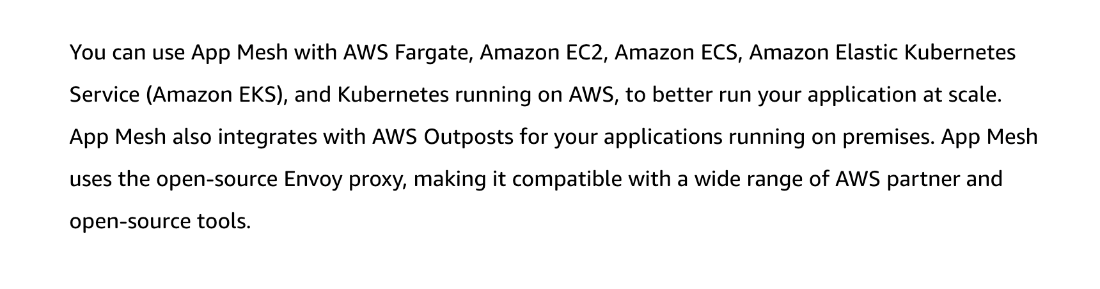 You can use App Mesh with AWS Fargate, Amazon EC2, Amazon ECS, Amazon Elastic Kubernetes
Service (Amazon EKS), and Kubernetes running on AWS, to better run your application at scale.
App Mesh also integrates with AWS Outposts for your applications running on premises. App Mesh
uses the open-source Envoy proxy, making it compatible with a wide range of AWS partner and
open-source tools.